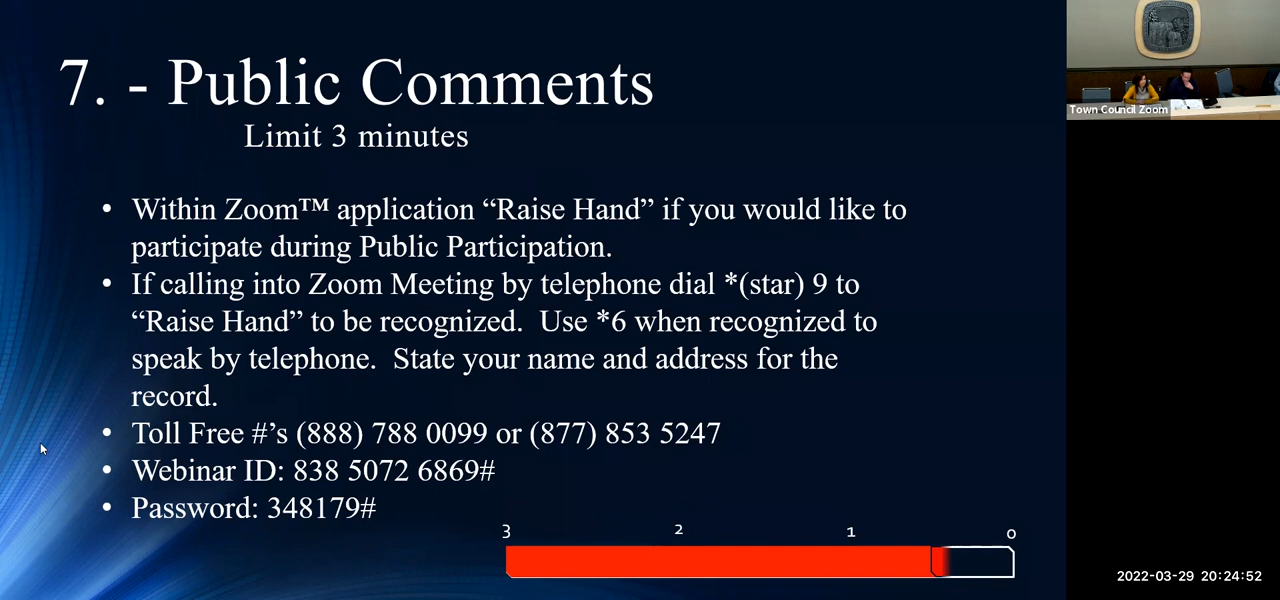 7. - Public Comments
Limit 3 minutes
• Within Zoom™ application “Raise Hand” if you would like to
participate during Public Participation.
• If calling into Zoom Meeting by telephone dial *(star) 9 to
“Raise Hand” to be recognized.  Use *6 when recognized to
speak by telephone.  State your name and address for the
record.
• Toll Free #’s (888) 788 0099 or (877) 853 5247
• Webinar ID: 838 5072 6869#
• Password: 348179#
3 2 1 0
Town Council Zoom
2022-03-29 20:24:52